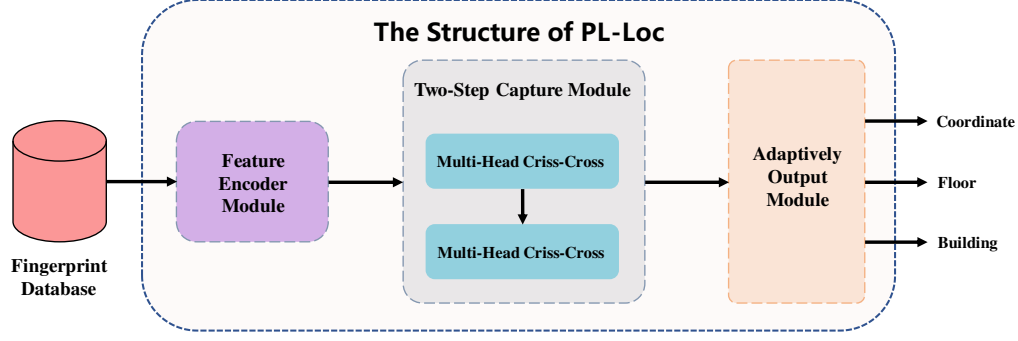 The Structure of PL-Loc
Fingerprint
Database
Feature
Encoder
Module
Two-Step Capture Module
Multi-Head Criss-Cross
Multi-Head Criss-Cross
Adaptively
Output
Module
Coordinate
Floor
Building